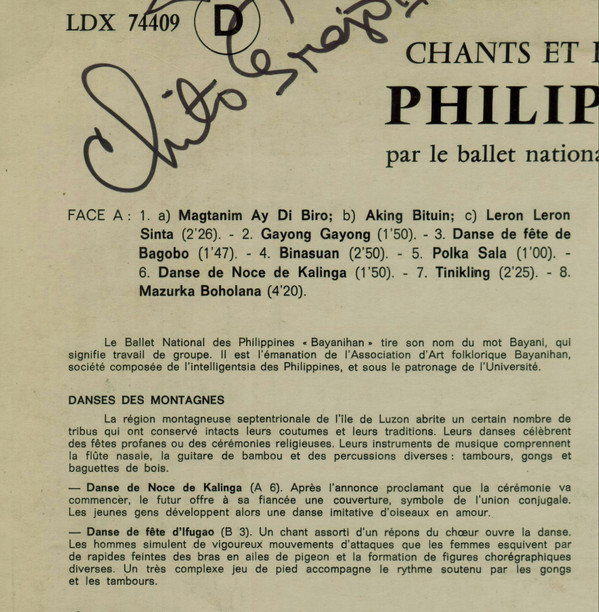 LDX 74409
D
Chito
CHANTS ET
PHILIP
par le ballet nationa
FACE A : 1. a) Magtanim Ay Di Biro; b) Aking Bituin; c) Leron Leron
Sinta (2'26). - 2. Gayong Gayong (1'50). - 3. Danse de fête de
Bagobo (1'47). - 4. Binasuan (2'50). - 5. Polka Sala (1'00). -
6. Danse de Noce de Kalinga (1'50). - 7. Tinikling (2'25). - 8.
Mazurka Boholana (4'20).
Le Ballet National des Philippines « Bayanihan » tire son nom du mot Bayani, qui
signifie travail de groupe. Il est l'émanation de l'Association d'Art folklorique Bayanihan,
société composée de l'intelligentsia des Philippines, et sous le patronage de l'Université.
DANSES DES MONTAGNES
La région montagneuse septentrionale de l'île de Luzon abrite un certain nombre de
tribus qui ont conservé intacts leurs coutumes et leurs traditions. Leurs danses célèbrent
des fêtes profanes ou des cérémonies religieuses. Leurs instruments de musique comprennent
la flûte nasale, la guitare de bambou et des percussions diverses : tambours, gongs et
baguettes de bois.
— Danse de Noce de Kalinga (A 6). Après l'annonce proclamant que la cérémonie va
commencer, le futur offre à sa fiancée une couverture, symbole de l'union conjugale.
Les jeunes gens développent alors une danse imitative d'oiseaux en amour.
— Danse de fête d'Ifugao (B 3). Un chant assorti d'un répons du chœur ouvre la danse.
Les hommes simulent de vigoureux mouvements d'attaques que les femmes esquivent par
de rapides feintes des bras en ailes de pigeon et la formation de figures chorégraphiques
diverses. Un très complexe jeu de pied accompagne le rythme soutenu par les gongs
et les tambours.